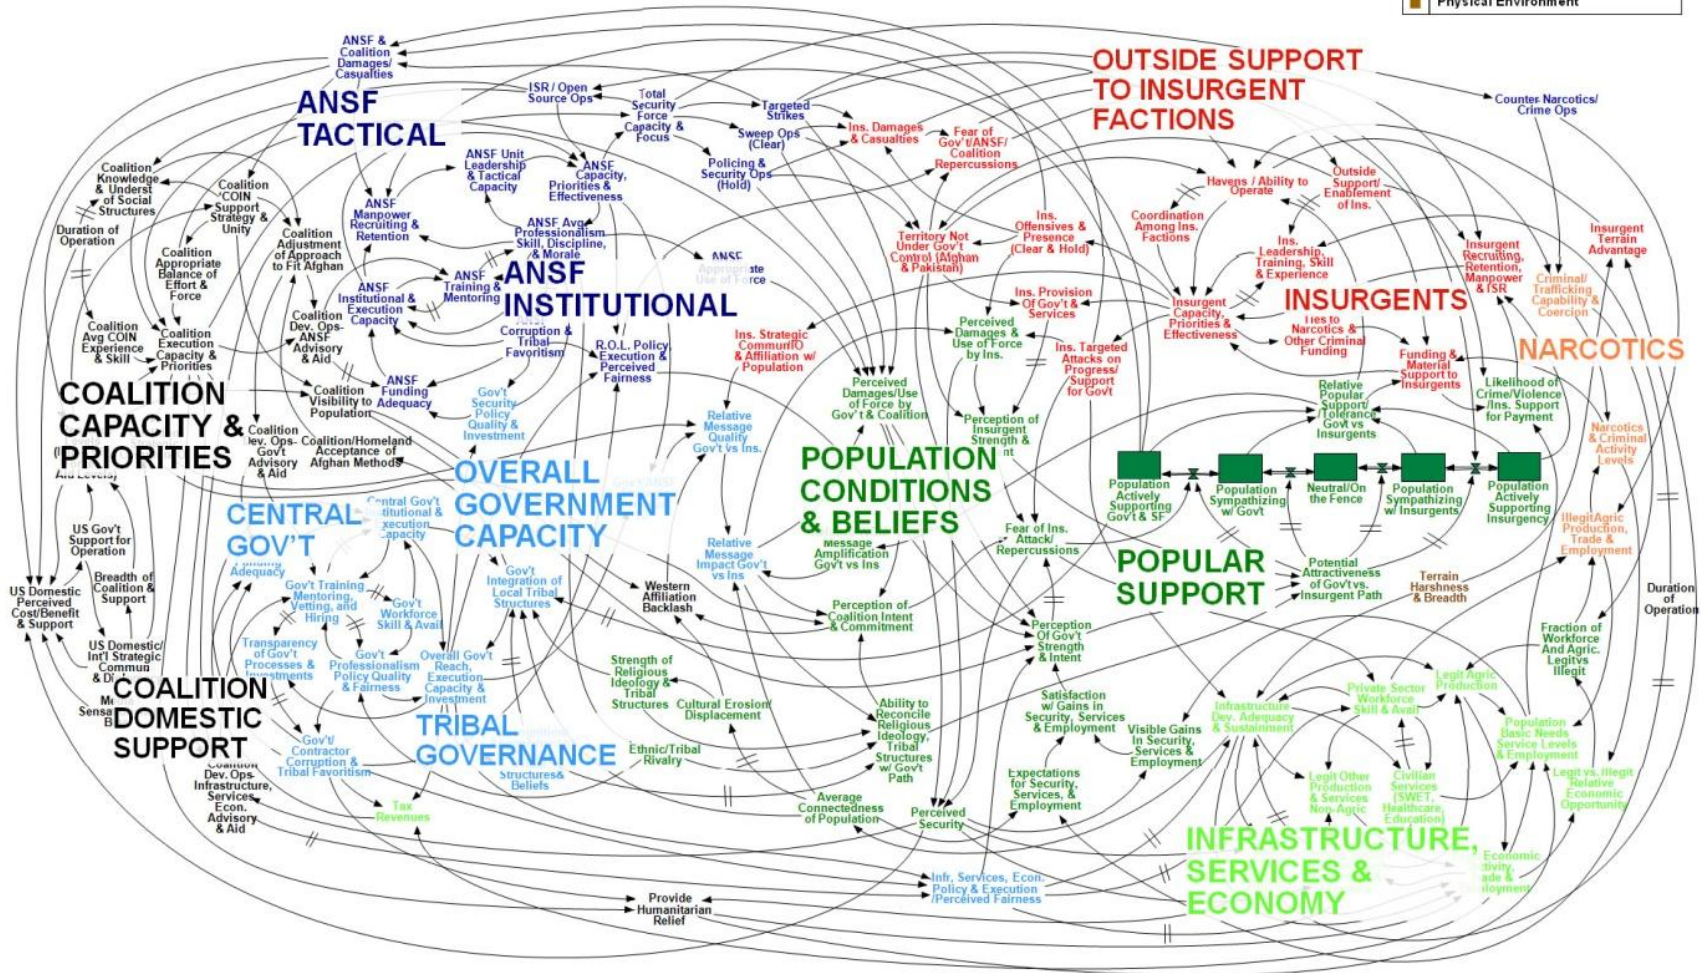 Physical Environment
ANSF &
Coalition
Damages/
Casualties
ANSF
TACTICAL
ISR / Open
Source Ops
Total
Security
Force
Capacity &
Focus
Targeted
Strikes
Sweep Ops
(Clear)
Policing &
Security Ops
(Hold)
Ins. Damages
& Casualties
Fear of
Gov't/ANSF/
Coalition
Repercussions
OUTSIDE SUPPORT
TO INSURGENT
FACTIONS
Counter-Narcotics/
Crime Ops
Coalition
Knowledge
& Underst
of Social
Structures
Duration of
Operation
Coalition
COIN
Support
Strategy &
Unity
Coalition
Adjustment
of Approach
to Fit Afghan
Coalition
Appropriate
Balance of
Effort &
Force
Coalition
Avg COIN
Experience
& Skill
Coalition
Execution
Capacity &
Priorities
Coalition
Dev. Ops-
ANSF
Advisory
& Aid
Coalition
Visibility to
Population
ANSF Unit
Leadership
& Tactical
Capacity
ANSF
Capacity,
Priorities &
Effectiveness
ANSF
Manpower
Recruiting &
Retention
ANSF Avg
Professionalism
Skill, Discipline,
& Morale
ANSF
Training &
Mentoring
ANSF
Institutional &
Execution
Capacity
ANSF
INSTITUTIONAL
ANSF
Appropriate
Use of Force
Corruption &
Tribal
Favoritism
R.O.L. Policy,
Execution &
Perceived
Fairness
ANSF
Funding
Adequacy
Ins. Strategic
Commun/IO
& Affiliation w/
Population
Territory Not
Under Gov't
Control (Afghan
& Pakistan)
Ins.
Offensives &
Presence
(Clear & Hold)
Ins. Provision
Of Gov't &
Services
Perceived
Damages &
Use of Force
by Ins.
Ins. Targeted
Attacks on
Progress/
Support
for Gov't
Havens / Ability to
Operate
Outside
Support/
Enablement
of Ins.
Coordination
Among Ins.
Factions
Ins.
Leadership,
Training, Skill
& Experience
Insurgent
Recruiting,
Retention,
Manpower
& ISR
Insurgent
Terrain
Advantage
Criminal/
Trafficking
Capability &
Coercion
Insurgent
Capacity,
Priorities &
Effectiveness
INSURGENTS
Ties to
Narcotics &
Other Criminal
Funding
Funding &
Material
Support to
Insurgents
NARCOTICS
COALITION
CAPACITY &
PRIORITIES
Coalition
Dev. Ops-
Gov't
Advisory
& Aid
Coalition/Homeland
Acceptance of
Afghan Methods
Gov't
Security
Policy
Quality &
Investment
Relative
Message
Quality
Gov't vs. Ins.
Perceived
Damages/Use
of Force by
Gov't & Coalition
Perception of
Insurgent
Strength &
Relative
Popular
Support/
Tolerance
Gov't vs
Insurgents
Likelihood of
Crime/Violence
/Ins. Support
for Payment
Narcotics
& Criminal
Activity
Levels
OVERALL
GOVERNMENT
CAPACITY
POPULATION
CONDITIONS
& BELIEFS
Population
Actively
Supporting
Gov't & SF
Population
Sympathizing
w/ Gov't
Neutral/On
the Fence
Population
Sympathizing
w/ Insurgents
Population
Actively
Supporting
Insurgency
CENTRAL
GOV'T
Central Gov't
Institutional &
Execution
Capacity
Adequacy
US Gov't
Support for
Operation
US Domestic
Perceived
Cost/Benefit
& Support
Breadth of
Coalition &
Support
US Domestic/
Int'l Strategic
Commun
Gov't Training
Mentoring,
Vetting, and
Hiring
Gov't
Workforce
Skill & Avail
Transparency
of Gov't
Processes &
Investments
Gov't
Professionalism
Policy Quality
& Fairness
Overall Gov't
Reach,
Execution
Capacity &
Investment
Gov't
Integration of
Local Tribal
Structures
Relative
Message
Impact Gov't
vs Ins
Message
Amplification
Gov't vs Ins
Western
Affiliation
Backlash
Perception of
Coalition Intent
& Commitment
Fear of Ins.
Attack/
Repercussions
POPULAR
SUPPORT
Potential
Attractiveness
of Gov't vs.
Insurgent Path
Terrain
Harshness
& Breadth
Illegit Agric
Production,
Trade &
Employment
Duration
of Operation
Perception
Of Gov't
Strength
& Intent
Fraction of
Workforce
And Agric.
Legit vs
Illegit
COALITION
DOMESTIC
SUPPORT
TRIBAL
GOVERNANCE
Gov't/
Contractor
Corruption &
Tribal Favoritism
Structures &
Beliefs
Strength of
Religious
Ideology &
Tribal
Structures
Cultural Erosion/
Displacement
Ethnic/Tribal
Rivalry
Ability to
Reconcile
Religious
Ideology,
Tribal
Structures
w/ Gov't
Path
Satisfaction
w/ Gains in
Security, Services
& Employment
Visible Gains
In Security,
Services &
Employment
Expectations
for Security,
Services, &
Employment
Infrastructure
Dev. Adequacy
& Sustainment
Private Sector
Workforce
Skill & Avail
Legit Agric
Production
Population
Basic Needs
Service Levels
& Employment
Legit Other
Production
& Services
Non-Agric
Civilian
Services
(SWET,
Healthcare,
Education)
Legit vs. Illegit
Relative
Economic
Opportunity
Coalition
Dev. Ops-
Infrastructure,
Services,
Econ.
Advisory
& Aid
Tax
Revenues
Average
Connectedness
of Population
Perceived
Security
INFRASTRUCTURE,
SERVICES &
ECONOMY
Economic
Infr, Services, Econ.
Policy & Execution
/Perceived Fairness
Provide
Humanitarian
Relief